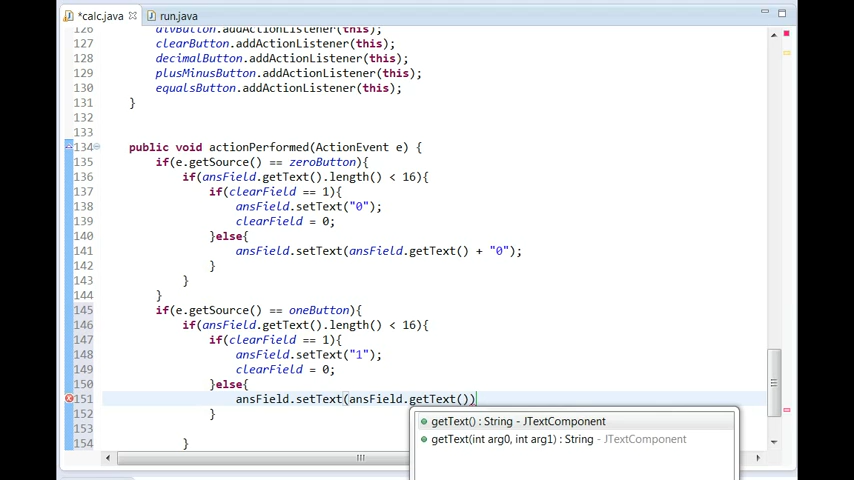 *calc.java
run.java
126 divButton.addActionListener(this);
127 clearButton.addActionListener(this);
128 decimalButton.addActionListener(this);
129 plusMinusButton.addActionListener(this);
130 equalsButton.addActionListener(this);
131 }
132
133
134 public void actionPerformed(ActionEvent e) {
135 if(e.getSource() == zeroButton){
136 if(ansField.getText().length() < 16){
137 if(clearField == 1){
138 ansField.setText("0");
139 clearField = 0;
140 }else{
141 ansField.setText(ansField.getText() + "0");
142 }
143 }
144 }
145 if(e.getSource() == oneButton){
146 if(ansField.getText().length() < 16){
147 if(clearField == 1){
148 ansField.setText("1");
149 clearField = 0;
150 }else{
151 ansField.setText(ansField.getText())
152 }
getText() : String - JTextComponent
153
getText(int arg0, int arg1) : String - JTextComponent
154 }